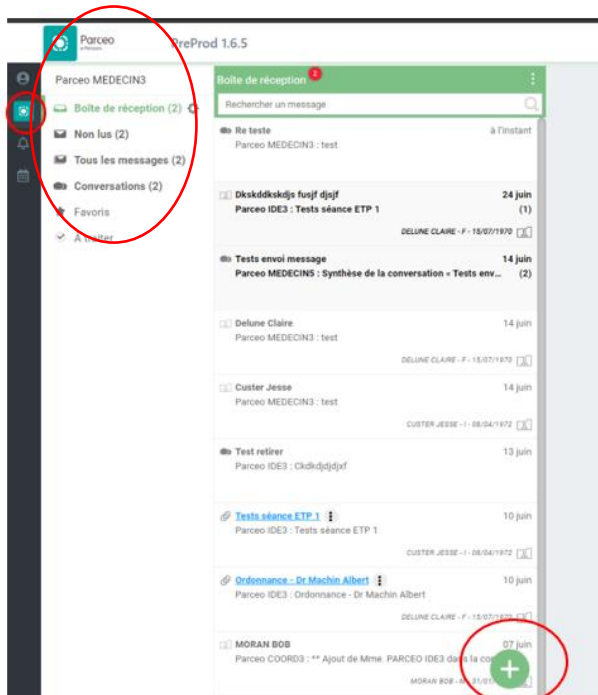 Parceo
PreProd 1.6.5
Parceo MEDECIN3
Boîte de réception (2)
Non lus (2)
Tous les messages (2)
Conversations (2)
Favoris
A traiter
Boîte de réception 2
Rechercher un message
Re teste à l'instant
Parceo MEDECIN3 : test
Dkskddkskdjs fusjf djsjf 24 juin
Parceo IDE3 : Tests séance ETP 1 (1)
DELUNE CLAIRE - F - 15/07/1970
Tests envoi message 14 juin
Parceo MEDECIN5 : Synthèse de la conversation « Tests env... (2)
Delune Claire 14 juin
Parceo MEDECIN3 : test
DELUNE CLAIRE - F - 15/07/1970
Custer Jesse 14 juin
Parceo MEDECIN3 : test
CUSTER JESSE - I - 08/04/1972
Test retirer 13 juin
Parceo IDE3 : Ckdkdjdjdjxf
Tests séance ETP 1 10 juin
Parceo IDE3 : Tests séance ETP 1
CUSTER JESSE - I - 08/04/1972
Ordonnance - Dr Machin Albert 10 juin
Parceo IDE3 : Ordonnance - Dr Machin Albert
DELUNE CLAIRE - F - 15/07/1970
MORAN BOB 07 juin
Parceo COORD3 : ** Ajout de Mme. PARCEO IDE3 dans la
MORAN BOB - M